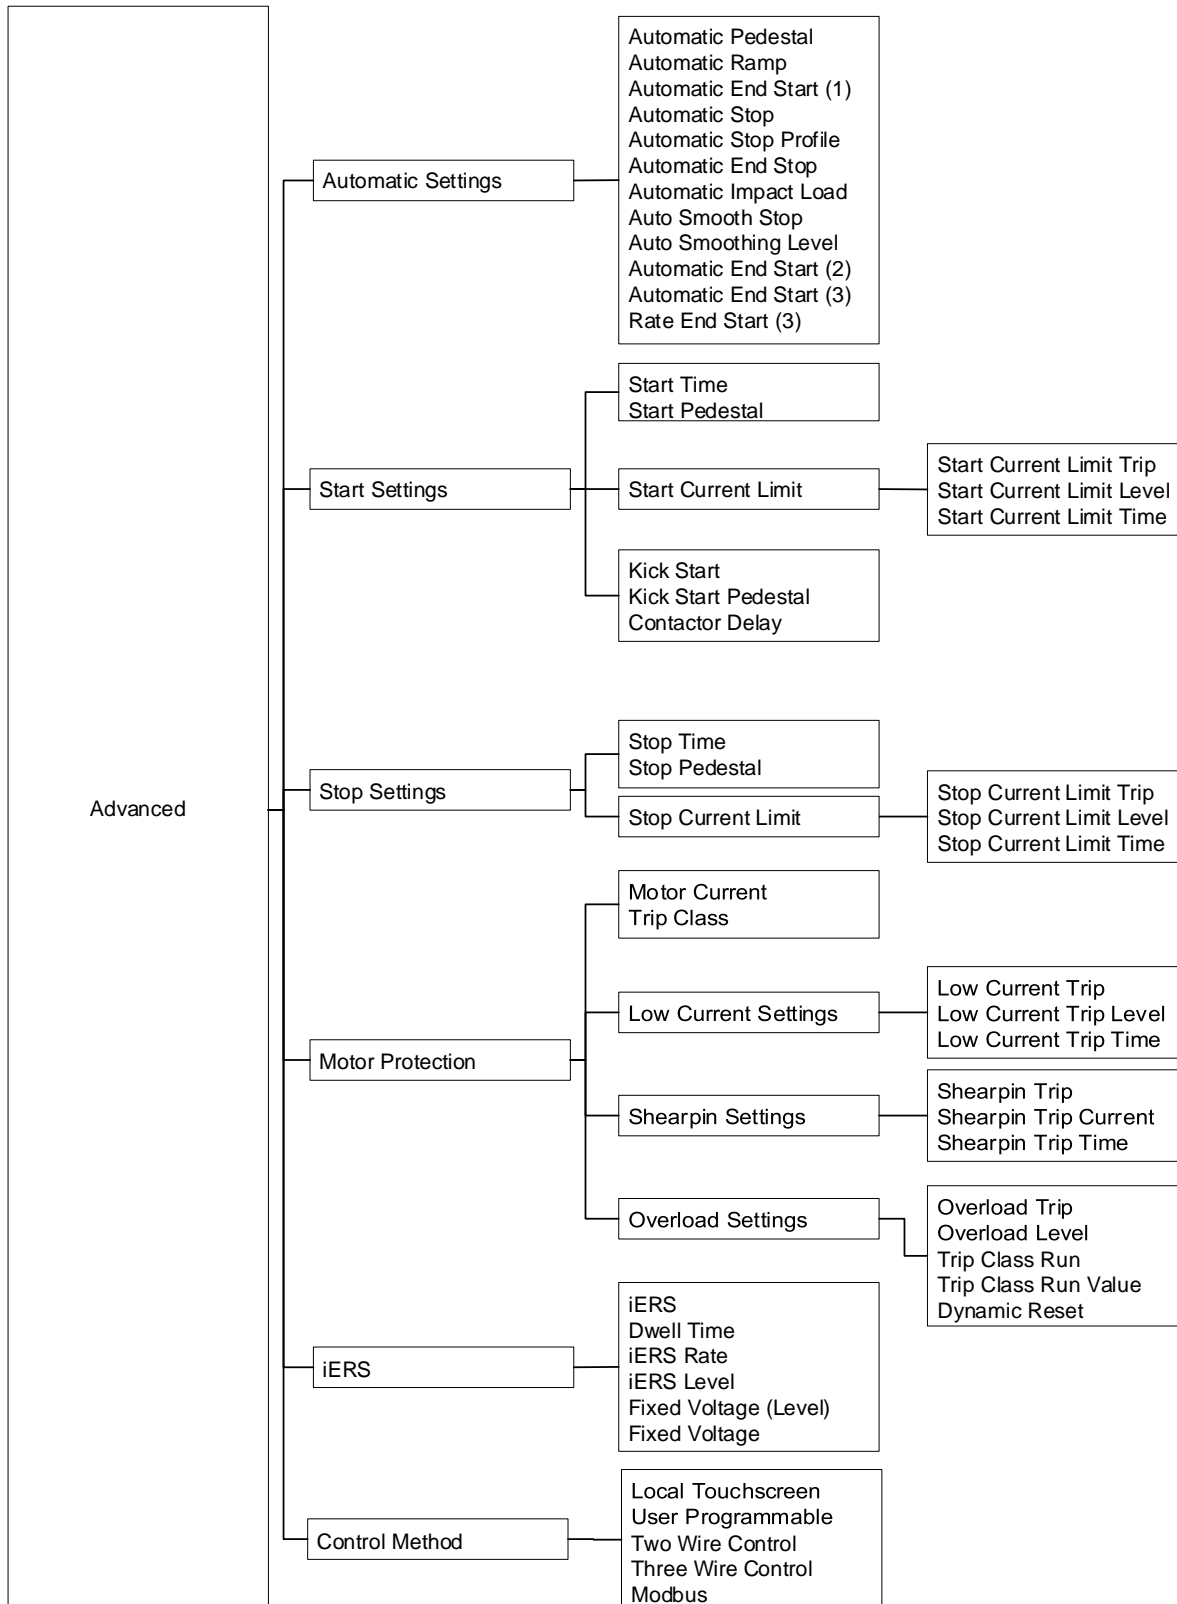 Advanced
Automatic Settings
Automatic Pedestal
Automatic Ramp
Automatic End Start (1)
Automatic Stop
Automatic Stop Profile
Automatic End Stop
Automatic Impact Load
Auto Smooth Stop
Auto Smoothing Level
Automatic End Start (2)
Automatic End Start (3)
Rate End Start (3)
Start Settings
Start Time
Start Pedestal
Start Current Limit
Start Current Limit Trip
Start Current Limit Level
Start Current Limit Time
Kick Start
Kick Start Pedestal
Contactor Delay
Stop Settings
Stop Time
Stop Pedestal
Stop Current Limit
Stop Current Limit Trip
Stop Current Limit Level
Stop Current Limit Time
Motor Protection
Motor Current
Trip Class
Low Current Settings
Low Current Trip
Low Current Trip Level
Low Current Trip Time
Shearpin Settings
Shearpin Trip
Shearpin Trip Current
Shearpin Trip Time
Overload Settings
Overload Trip
Overload Level
Trip Class Run
Trip Class Run Value
Dynamic Reset
iERS
iERS
Dwell Time
iERS Rate
iERS Level
Fixed Voltage (Level)
Fixed Voltage
Control Method
Local Touchscreen
User Programmable
Two Wire Control
Three Wire Control
Modbus